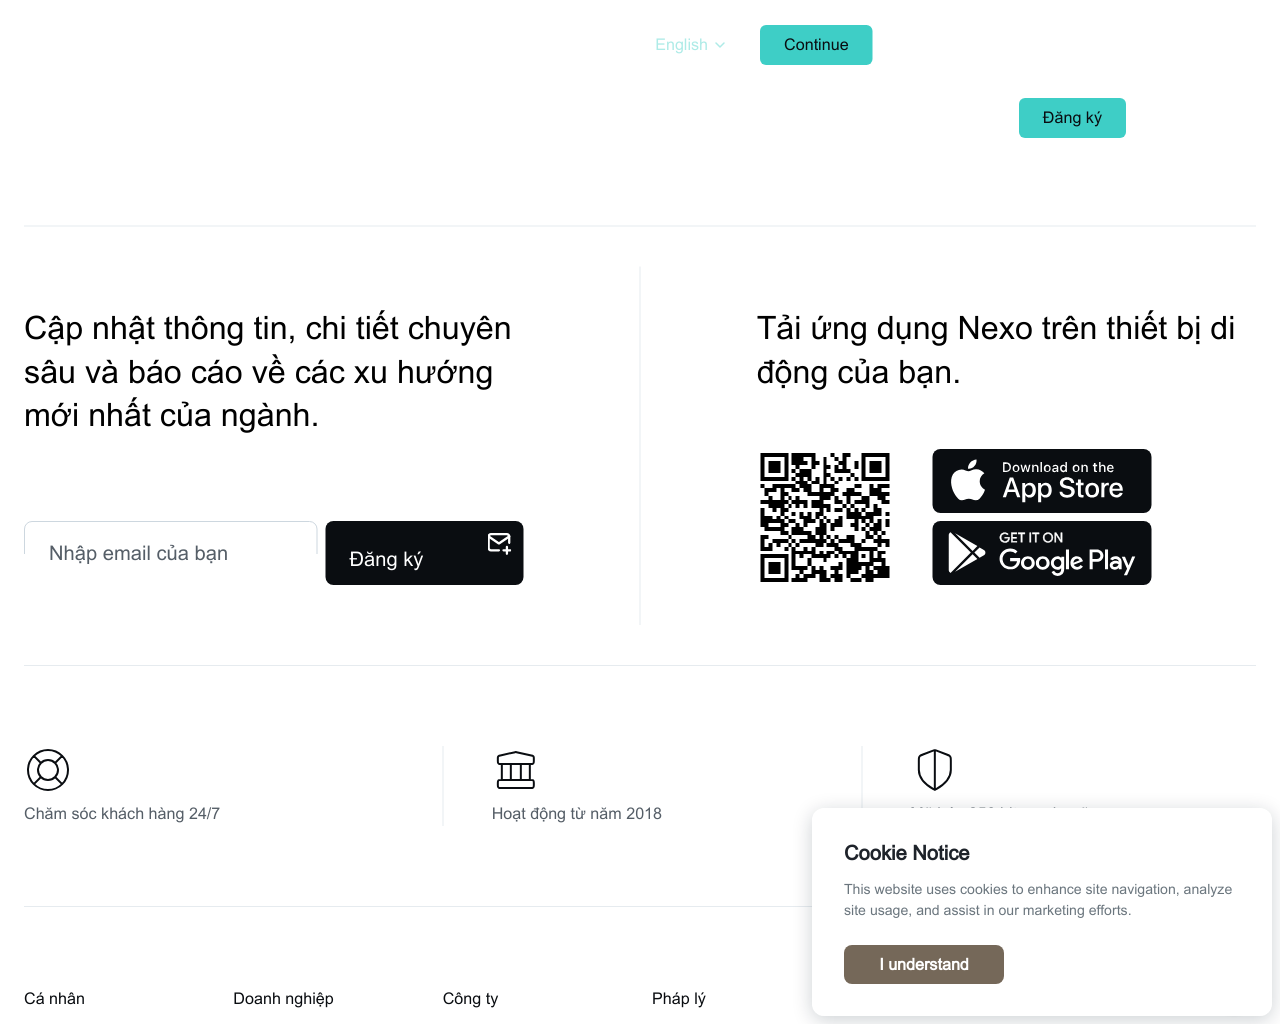 English
Continue
Đăng ký
Cập nhật thông tin, chi tiết chuyên
sâu và báo cáo về các xu hướng
mới nhất của ngành.
Nhập email của bạn
Đăng ký
Tải ứng dụng Nexo trên thiết bị di
động của bạn.
Download on the
App Store
GET IT ON
Google Play
Chăm sóc khách hàng 24/7
Hoạt động từ năm 2018
Cookie Notice
This website uses cookies to enhance site navigation, analyze
site usage, and assist in our marketing efforts.
I understand
Cá nhân
Doanh nghiệp
Công ty
Pháp lý